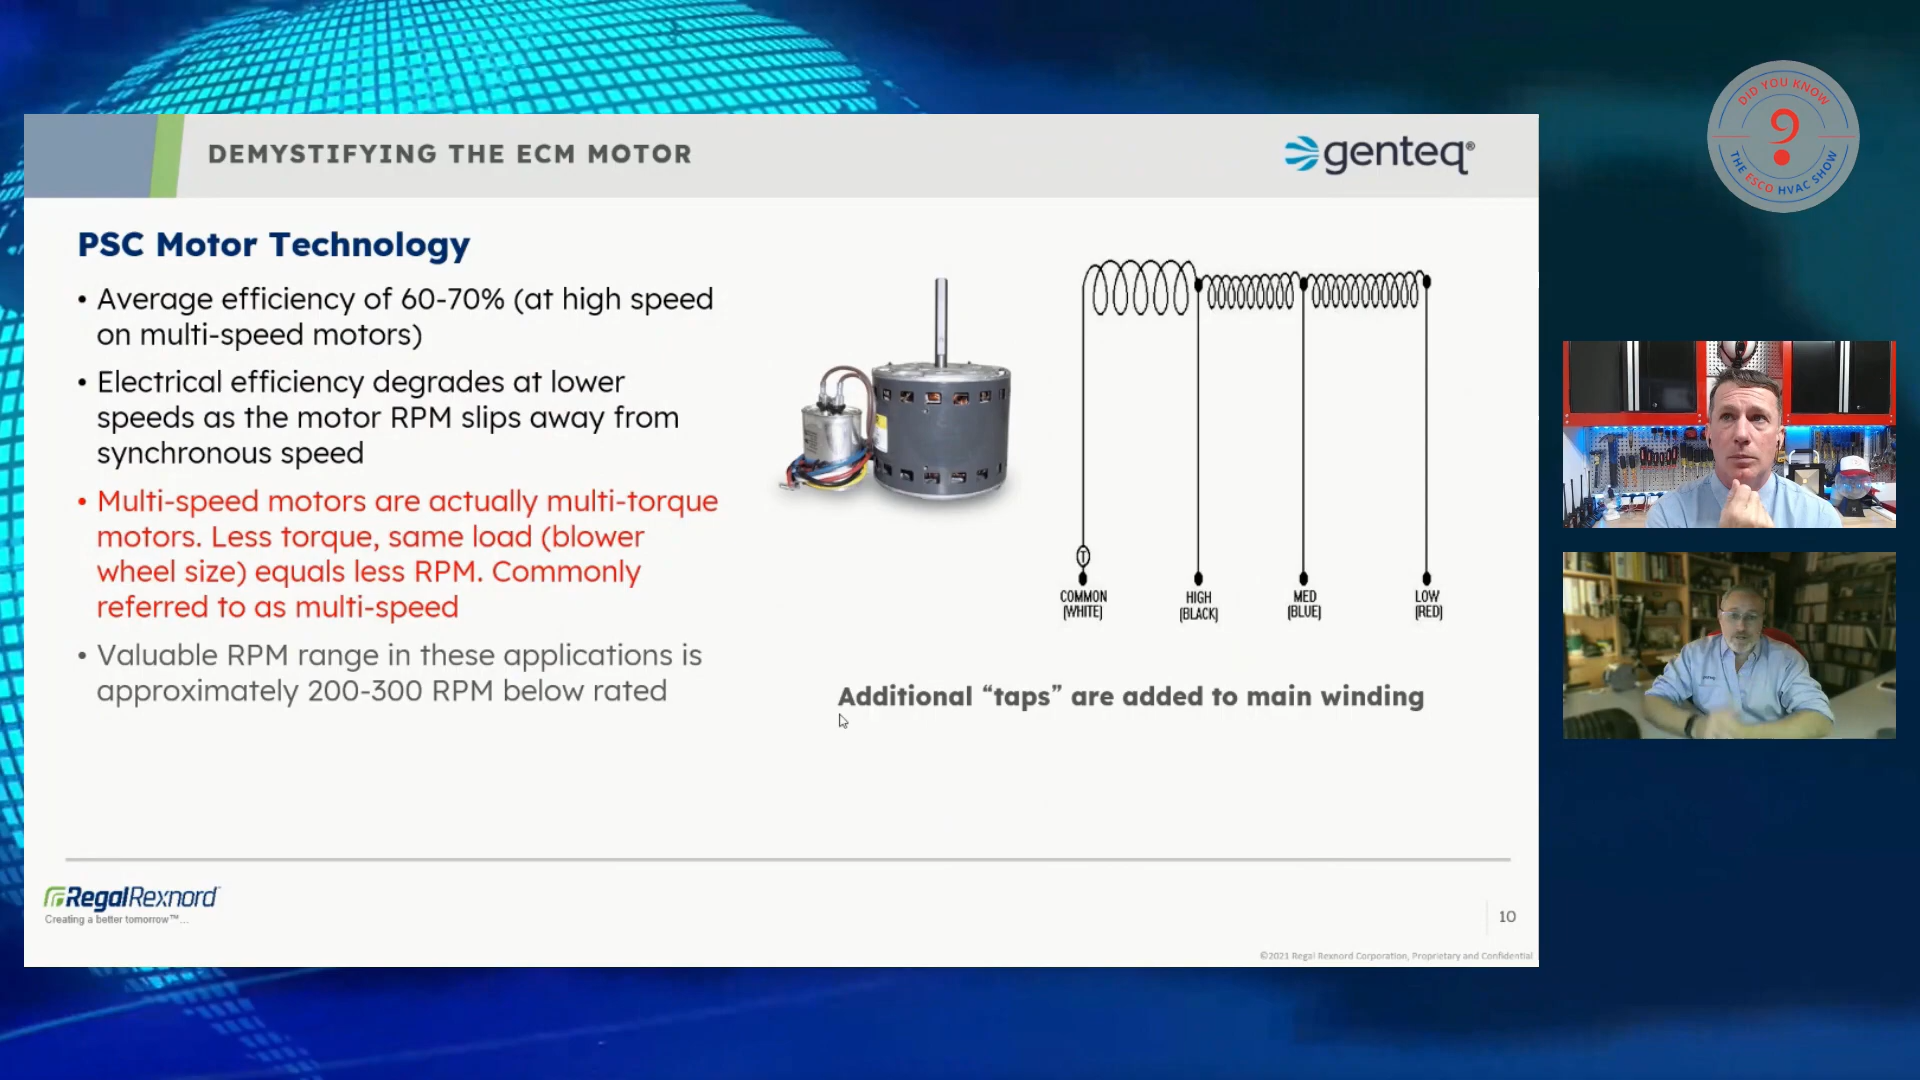 DEMYSTIFYING THE ECM MOTOR
genteq®
DID YOU KNOW
?
THE ESCO HVAC SHOW
PSC Motor Technology
• Average efficiency of 60-70% (at high speed
on multi-speed motors)
• Electrical efficiency degrades at lower
speeds as the motor RPM slips away from
synchronous speed
• Multi-speed motors are actually multi-torque
motors. Less torque, same load (blower
wheel size) equals less RPM. Commonly
referred to as multi-speed
• Valuable RPM range in these applications is
approximately 200-300 RPM below rated
T
COMMON
(WHITE)
HIGH
(BLACK)
MED
(BLUE)
LOW
(RED)
Additional “taps” are added to main winding
RegalRexnord
Creating a better tomorrow™...
10
©2021 Regal Rexnord Corporation, Proprietary and Confidential